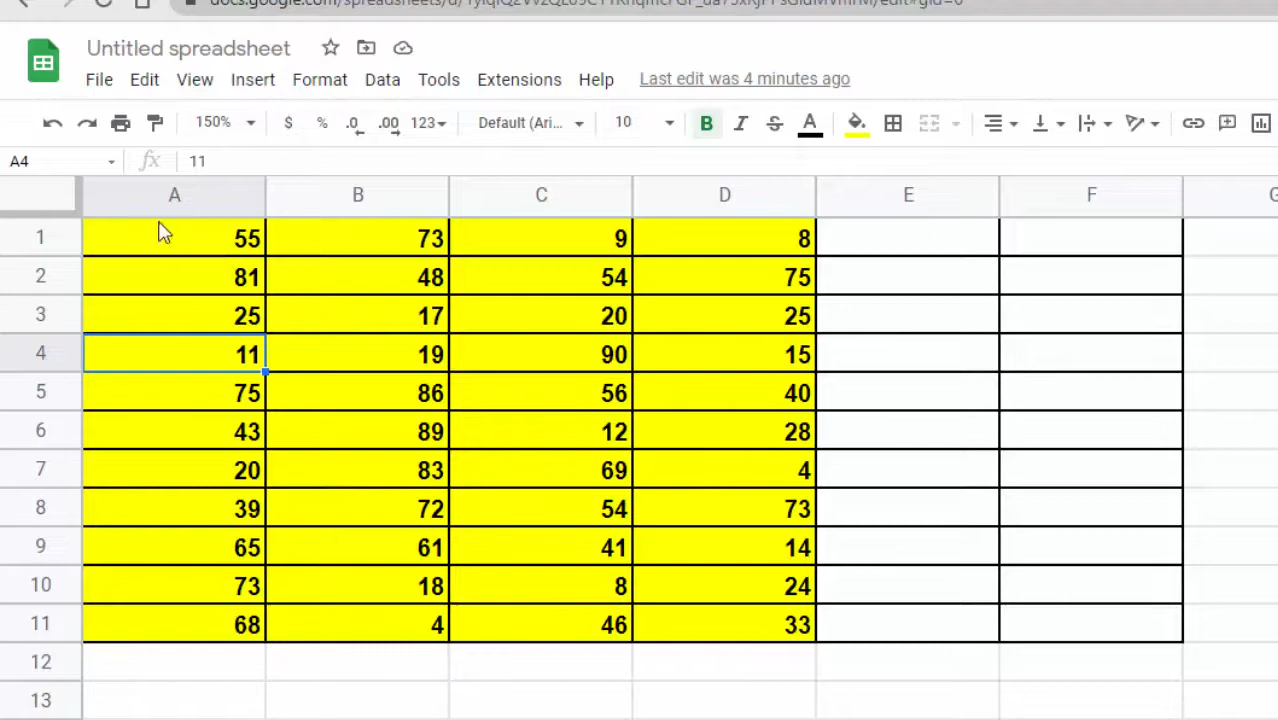 Untitled spreadsheet
File Edit View Insert Format Data Tools Extensions Help Last edit was 4 minutes ago
150% $ % .0 .00 123 Default (Ari... 10 B I S A
A4 fx 11
A B C D E F G
1 55 73 9 8
2 81 48 54 75
3 25 17 20 25
4 11 19 90 15
5 75 86 56 40
6 43 89 12 28
7 20 83 69 4
8 39 72 54 73
9 65 61 41 14
10 73 18 8 24
11 68 4 46 33
12
13